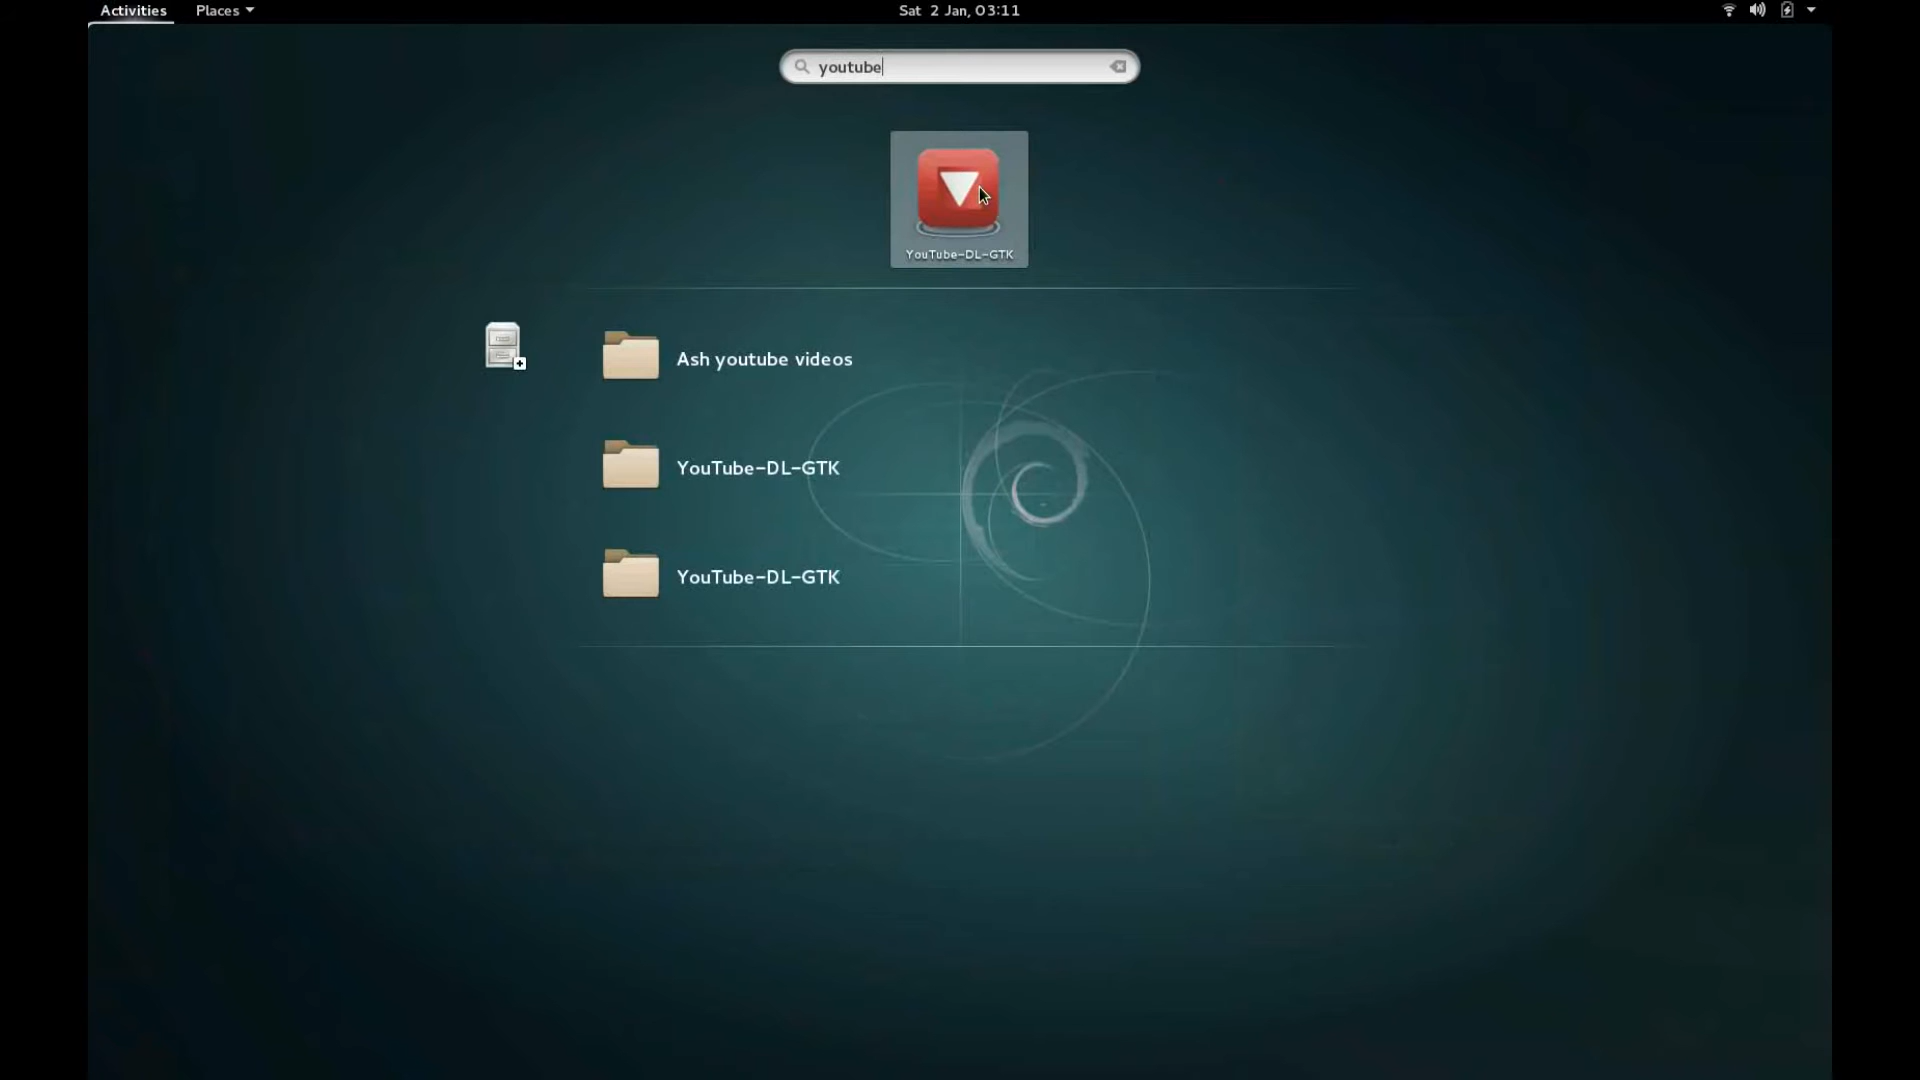 Activities
Places
Sat 2 Jan, 03:11
youtube
YouTube-DL-GTK
Ash youtube videos
YouTube-DL-GTK
YouTube-DL-GTK